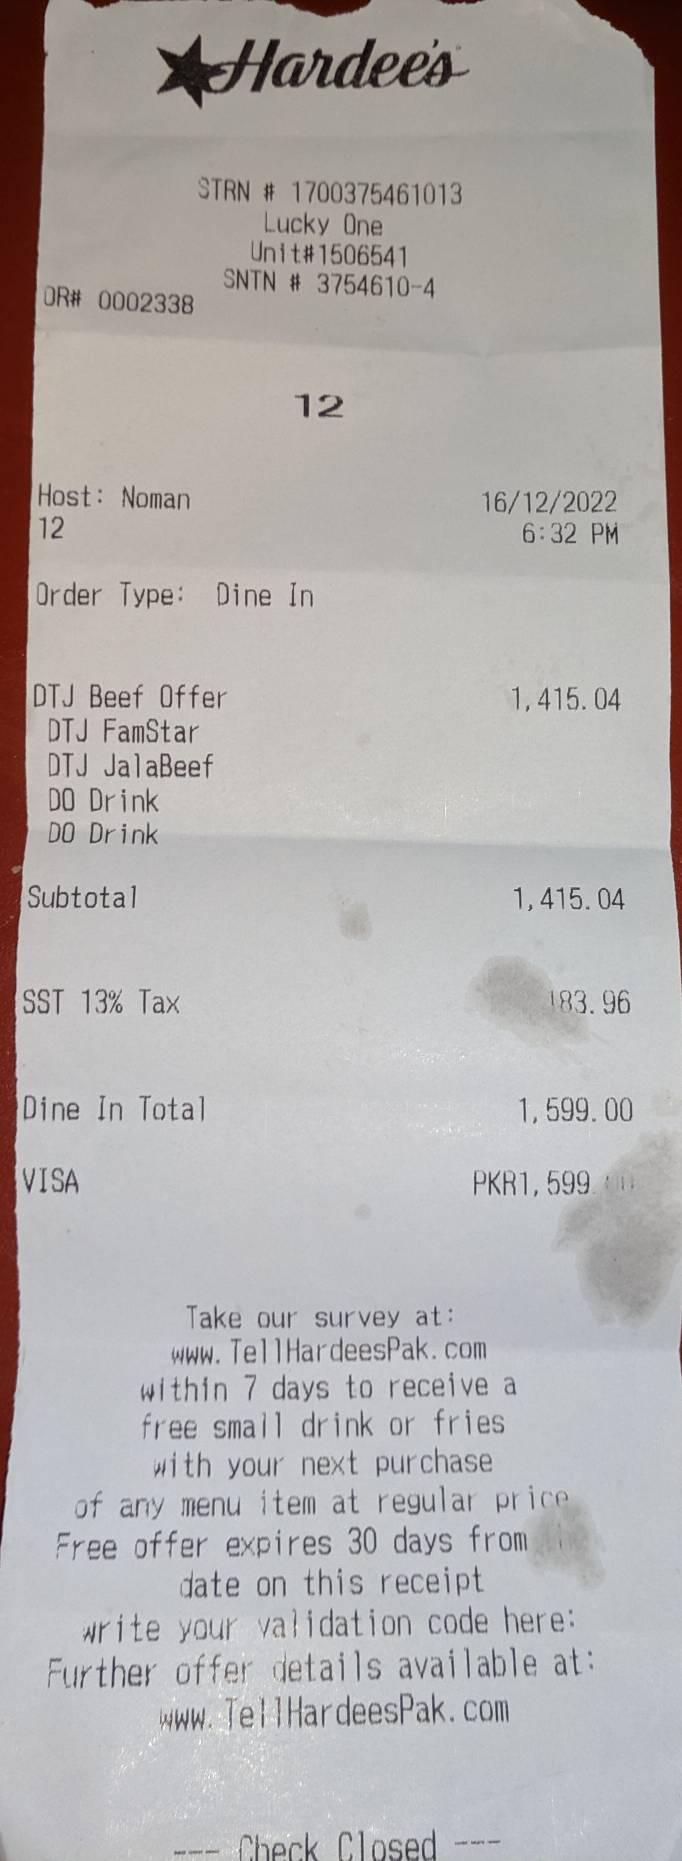 Hardee's
STRN # 1700375461013
Lucky One
Unit#1506541
SNTN # 3754610-4
OR# 0002338
12
Host: Noman 16/12/2022
12 6:32 PM
Order Type: Dine In
DTJ Beef Offer 1,415.04
DTJ FamStar
DTJ JalaBeef
DO Drink
DO Drink
Subtotal 1,415.04
SST 13% Tax 183.96
Dine In Total 1,599.00
VISA PKR1,599.00
Take our survey at:
www.TellHardeesPak.com
within 7 days to receive a
free small drink or fries
with your next purchase
of any menu item at regular price
Free offer expires 30 days from
date on this receipt
write your validation code here:
Further offer details available at:
www.TellHardeesPak.com
--- Check Closed ---